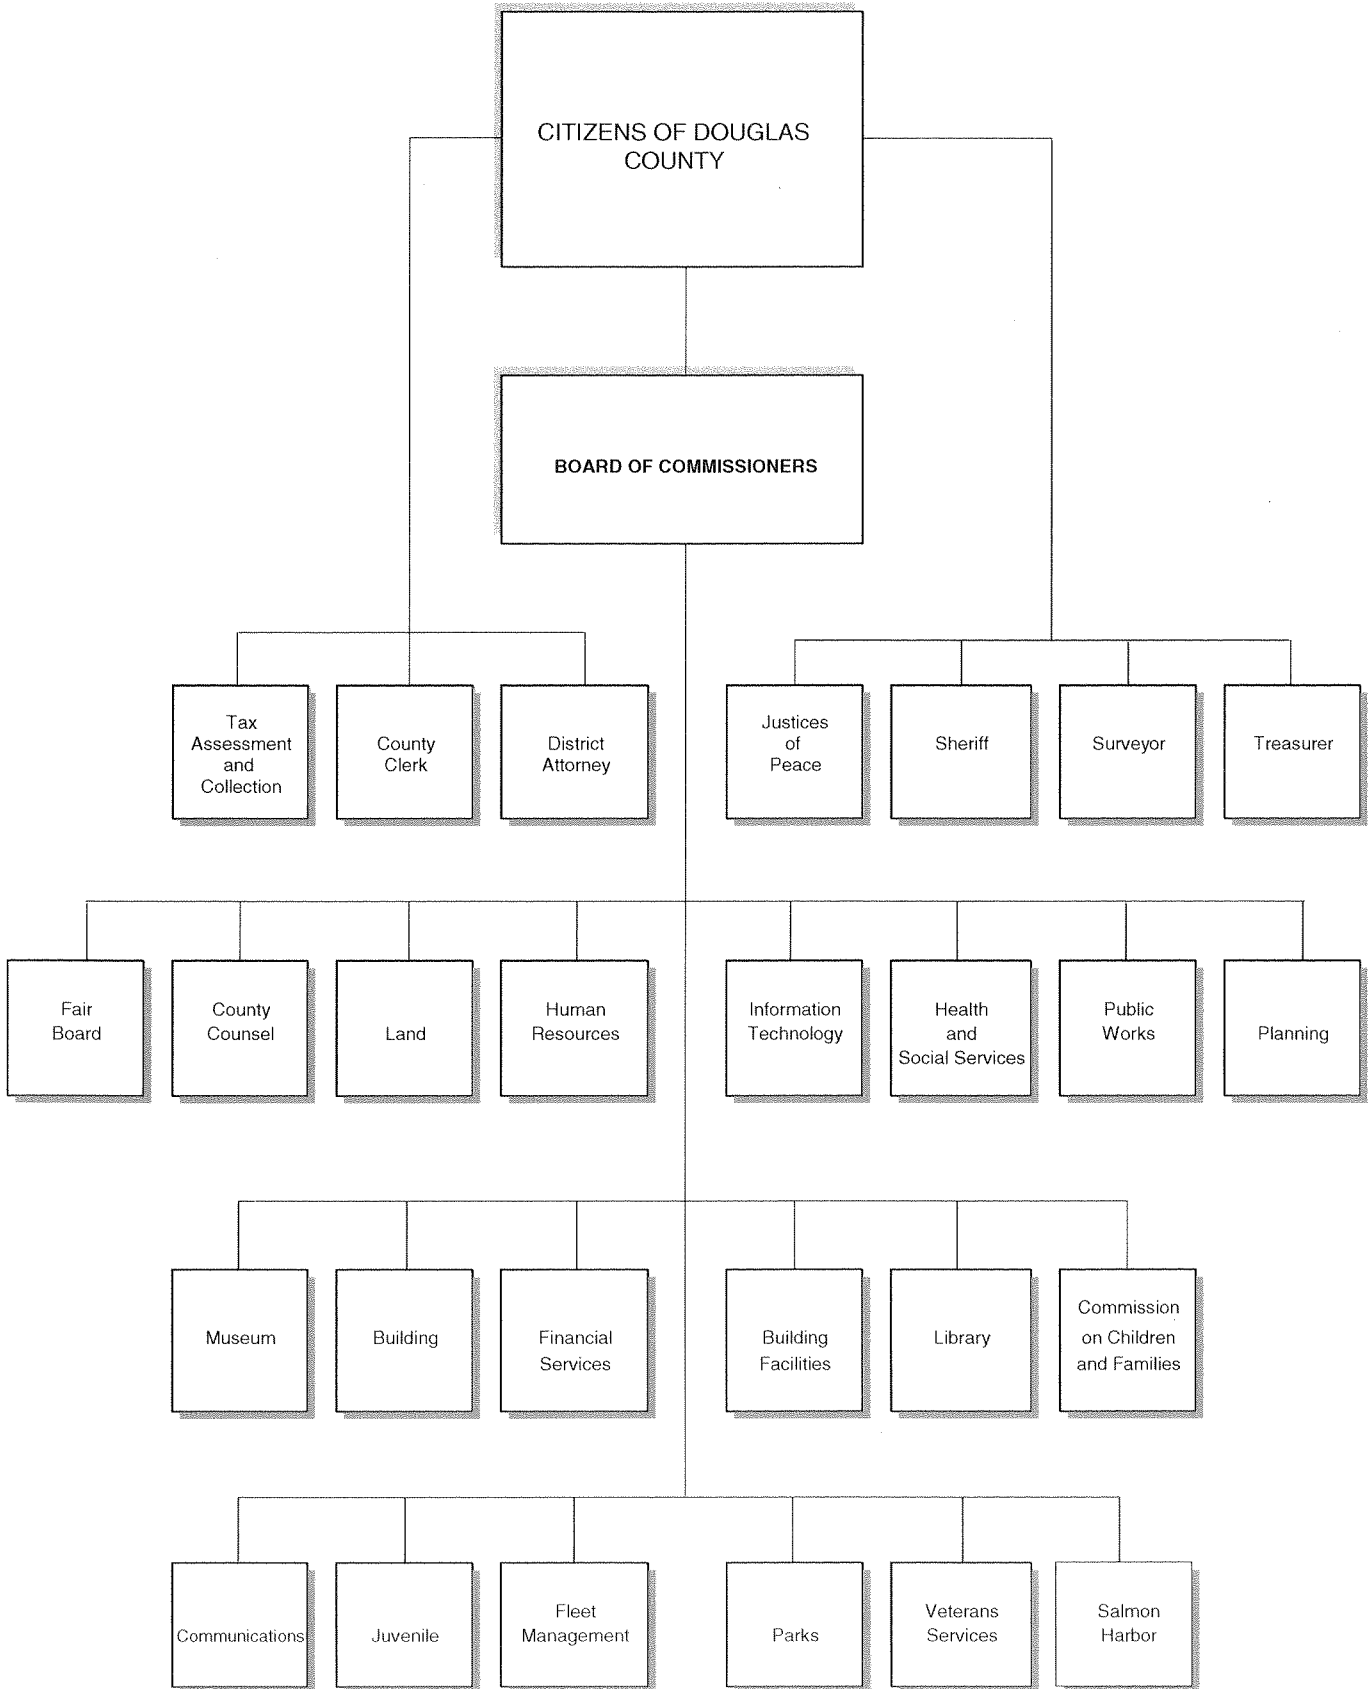 CITIZENS OF DOUGLAS
COUNTY
BOARD OF COMMISSIONERS
Tax
Assessment
and
Collection
County
Clerk
District
Attorney
Justices
of
Peace
Sheriff
Surveyor
Treasurer
Fair
Board
County
Counsel
Land
Human
Resources
Information
Technology
Health
and
Social Services
Public
Works
Planning
Museum
Building
Financial
Services
Building
Facilities
Library
Commission
on Children
and Families
Communications
Juvenile
Fleet
Management
Parks
Veterans
Services
Salmon
Harbor